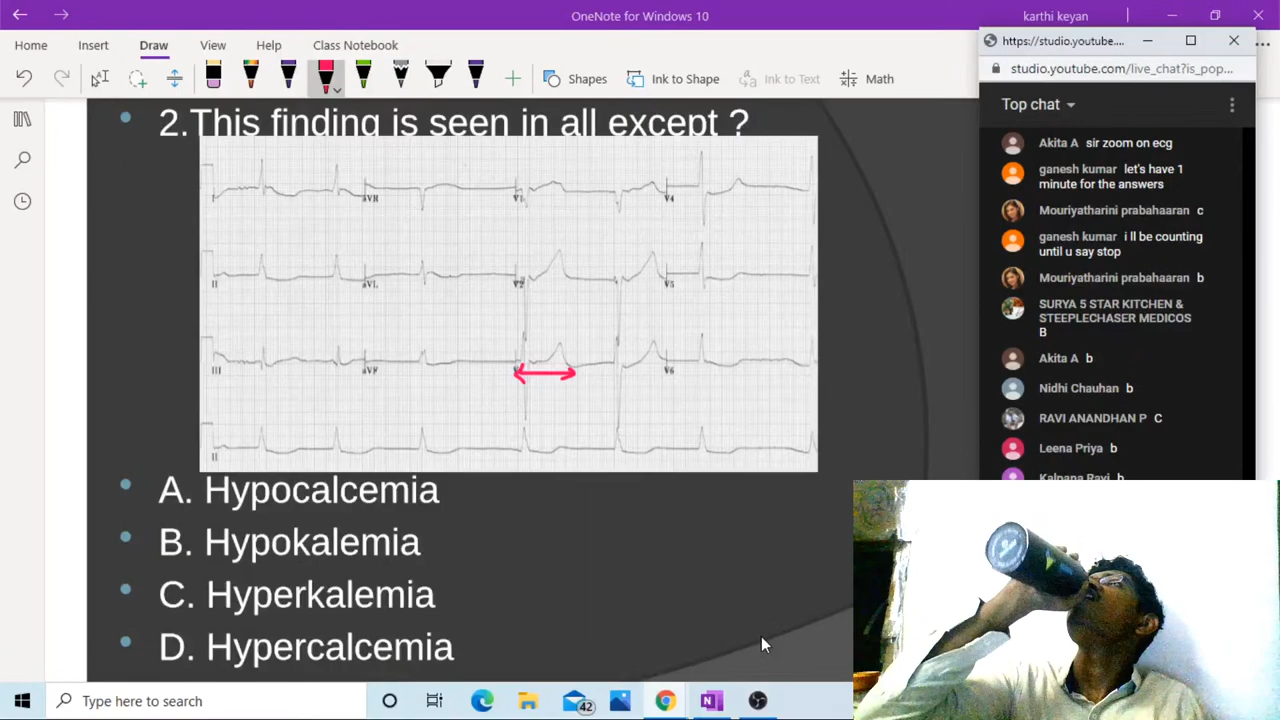 OneNote for Windows 10
karthi keyan
Home
Insert
Draw
View
Help
Class Notebook
Shapes
Ink to Shape
Ink to Text
Math
https://studio.youtube....
studio.youtube.com/live_chat?is_pop...
Top chat
Akita A sir zoom on ecg
ganesh kumar let's have 1
minute for the answers
Mouriyatharini prabahaaran c
ganesh kumar i ll be counting
until u say stop
Mouriyatharini prabahaaran b
SURYA 5 STAR KITCHEN &
STEEPLECHASER MEDICOS
B
Akita A b
Nidhi Chauhan b
RAVI ANANDHAN P C
Leena Priya b
Kalpana Ravi b
2.This finding is seen in all except ?
I aVR V1 V4
II aVL V2 V5
III aVF V6
II
A. Hypocalcemia
B. Hypokalemia
C. Hyperkalemia
D. Hypercalcemia
Type here to search
42